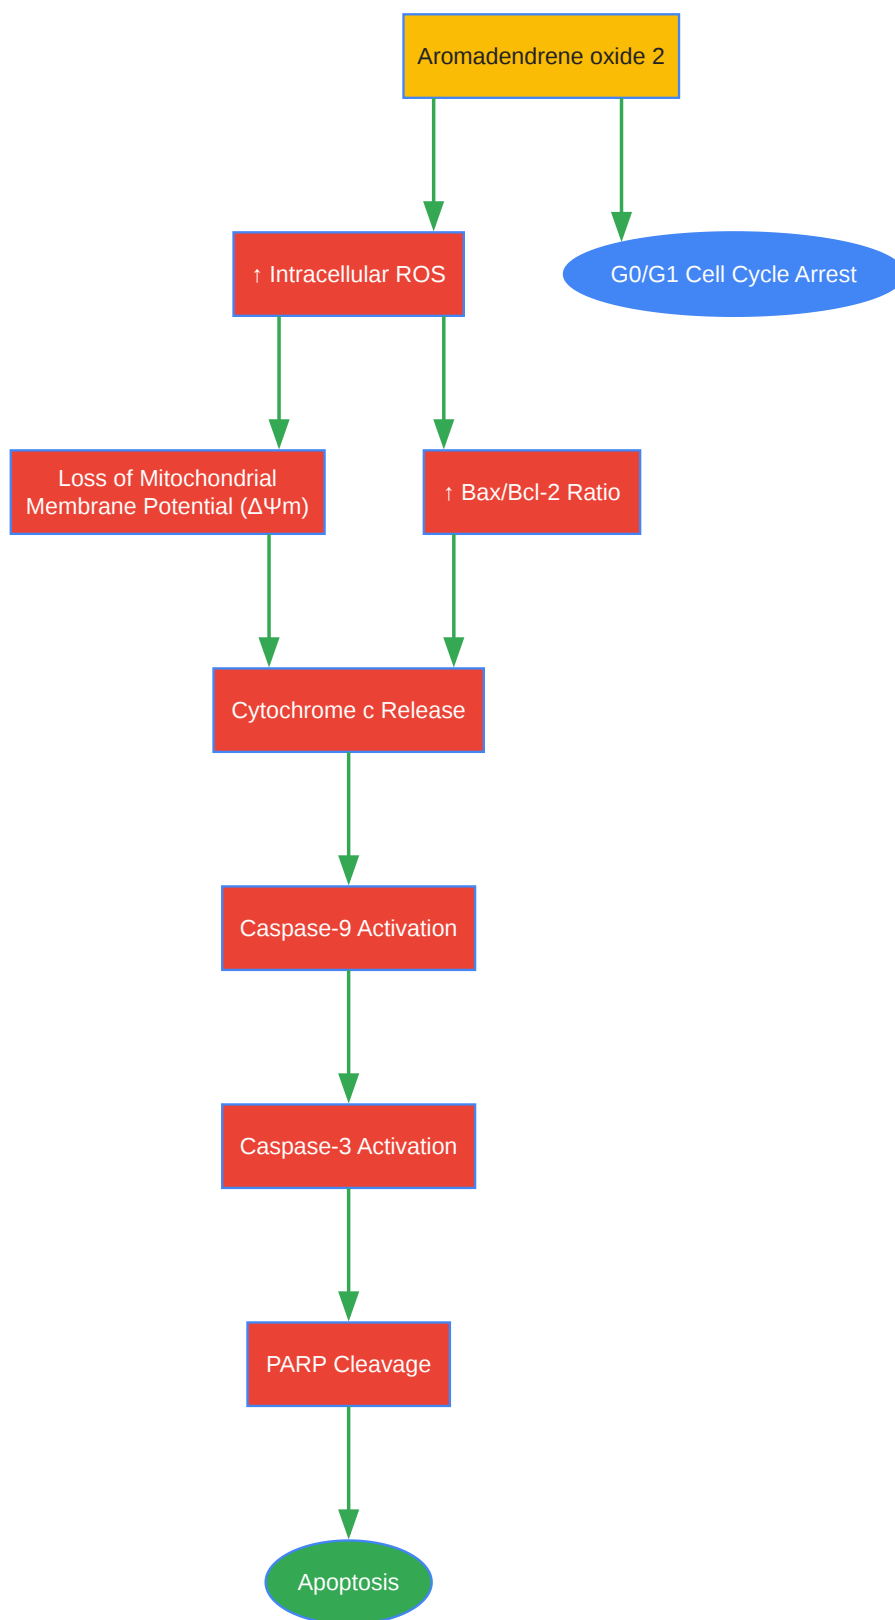 Aromadendrene oxide 2
↑ Intracellular ROS
G0/G1 Cell Cycle Arrest
Loss of Mitochondrial
Membrane Potential (ΔΨm)
↑ Bax/Bcl-2 Ratio
Cytochrome c Release
Caspase-9 Activation
Caspase-3 Activation
PARP Cleavage
Apoptosis